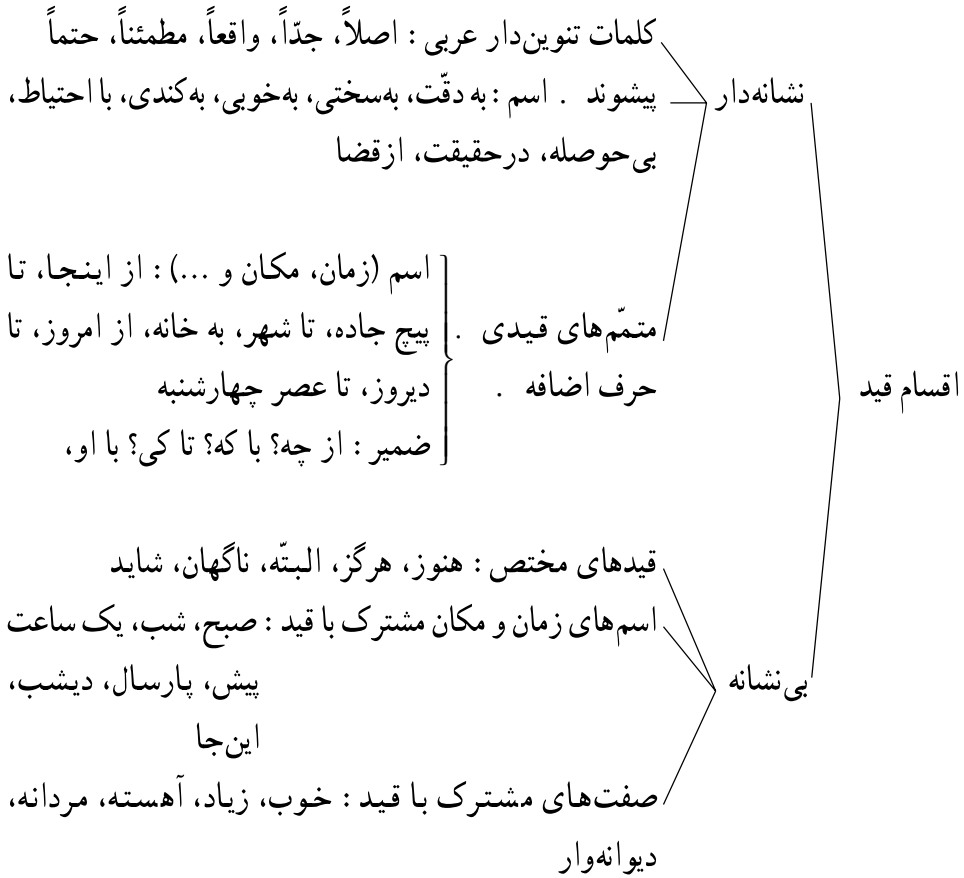 اقسام قید
نشانه‌دار
کلمات تنوین‌دار عربی : اصلاً، جدّاً، واقعاً، مطمئناً، حتماً
پیشوند . اسم : به دقّت، به‌سختی، به‌خوبی، به‌کندی، با احتیاط،
بی‌حوصله، درحقیقت، ازقضا
متمّم‌های قیدی .
حرف اضافه .
اسم (زمان، مکان و ...) : از اینجا، تا
پیچ جاده، تا شهر، به خانه، از امروز، تا
دیروز، تا عصر چهارشنبه
ضمیر : از چه؟ با که؟ تا کی؟ با او،
بی‌نشانه
قیدهای مختص : هنوز، هرگز، البتّه، ناگهان، شاید
اسم‌های زمان و مکان مشترک با قید : صبح، شب، یک ساعت
پیش، پارسال، دیشب،
این‌جا
صفت‌های مشترک با قید : خوب، زیاد، آهسته، مردانه،
دیوانه‌وار